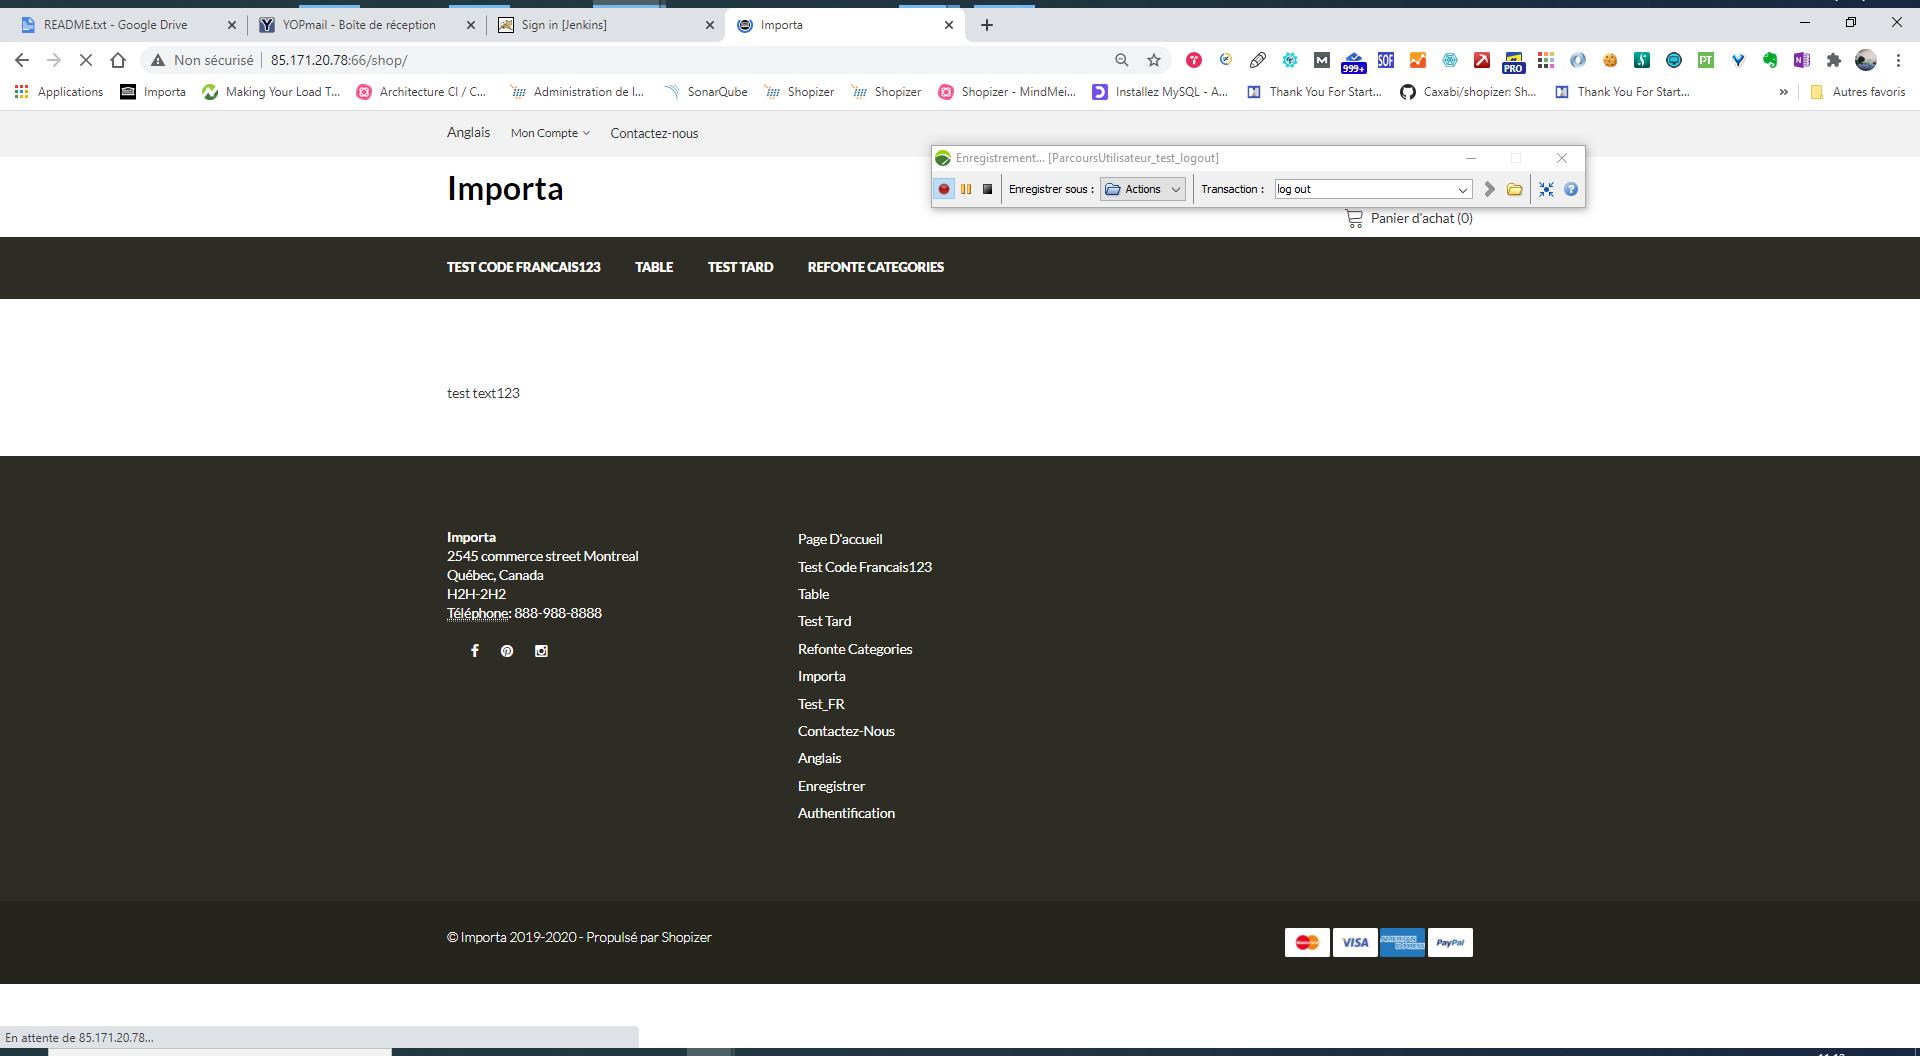 README.txt - Google Drive
YOPmail - Boîte de réception
Sign in [Jenkins]
Importa
Non sécurisé
85.171.20.78:66/shop/
999+
SOF
PRO
PT
Applications
Importa
Making Your Load T...
Architecture CI / C...
Administration de l...
SonarQube
Shopizer
Shopizer
Shopizer - MindMei...
Installez MySQL - A...
Thank You For Start...
Caxabi/shopizer: Sh...
Thank You For Start...
»
Autres favoris
Anglais
Mon Compte
Contactez-nous
Enregistrement... [ParcoursUtilisateur_test_logout]
Enregistrer sous :
Actions
Transaction :
log out
Importa
Panier d'achat (0)
TEST CODE FRANCAIS123
TABLE
TEST TARD
REFONTE CATEGORIES
test text123
Importa
2545 commerce street Montreal
Québec, Canada
H2H-2H2
Téléphone: 888-988-8888
Page D'accueil
Test Code Francais123
Table
Test Tard
Refonte Categories
Importa
Test_FR
Contactez-Nous
Anglais
Enregistrer
Authentification
© Importa 2019-2020 - Propulsé par Shopizer
MasterCard
VISA
AMERICAN EXPRESS
PayPal
En attente de 85.171.20.78...